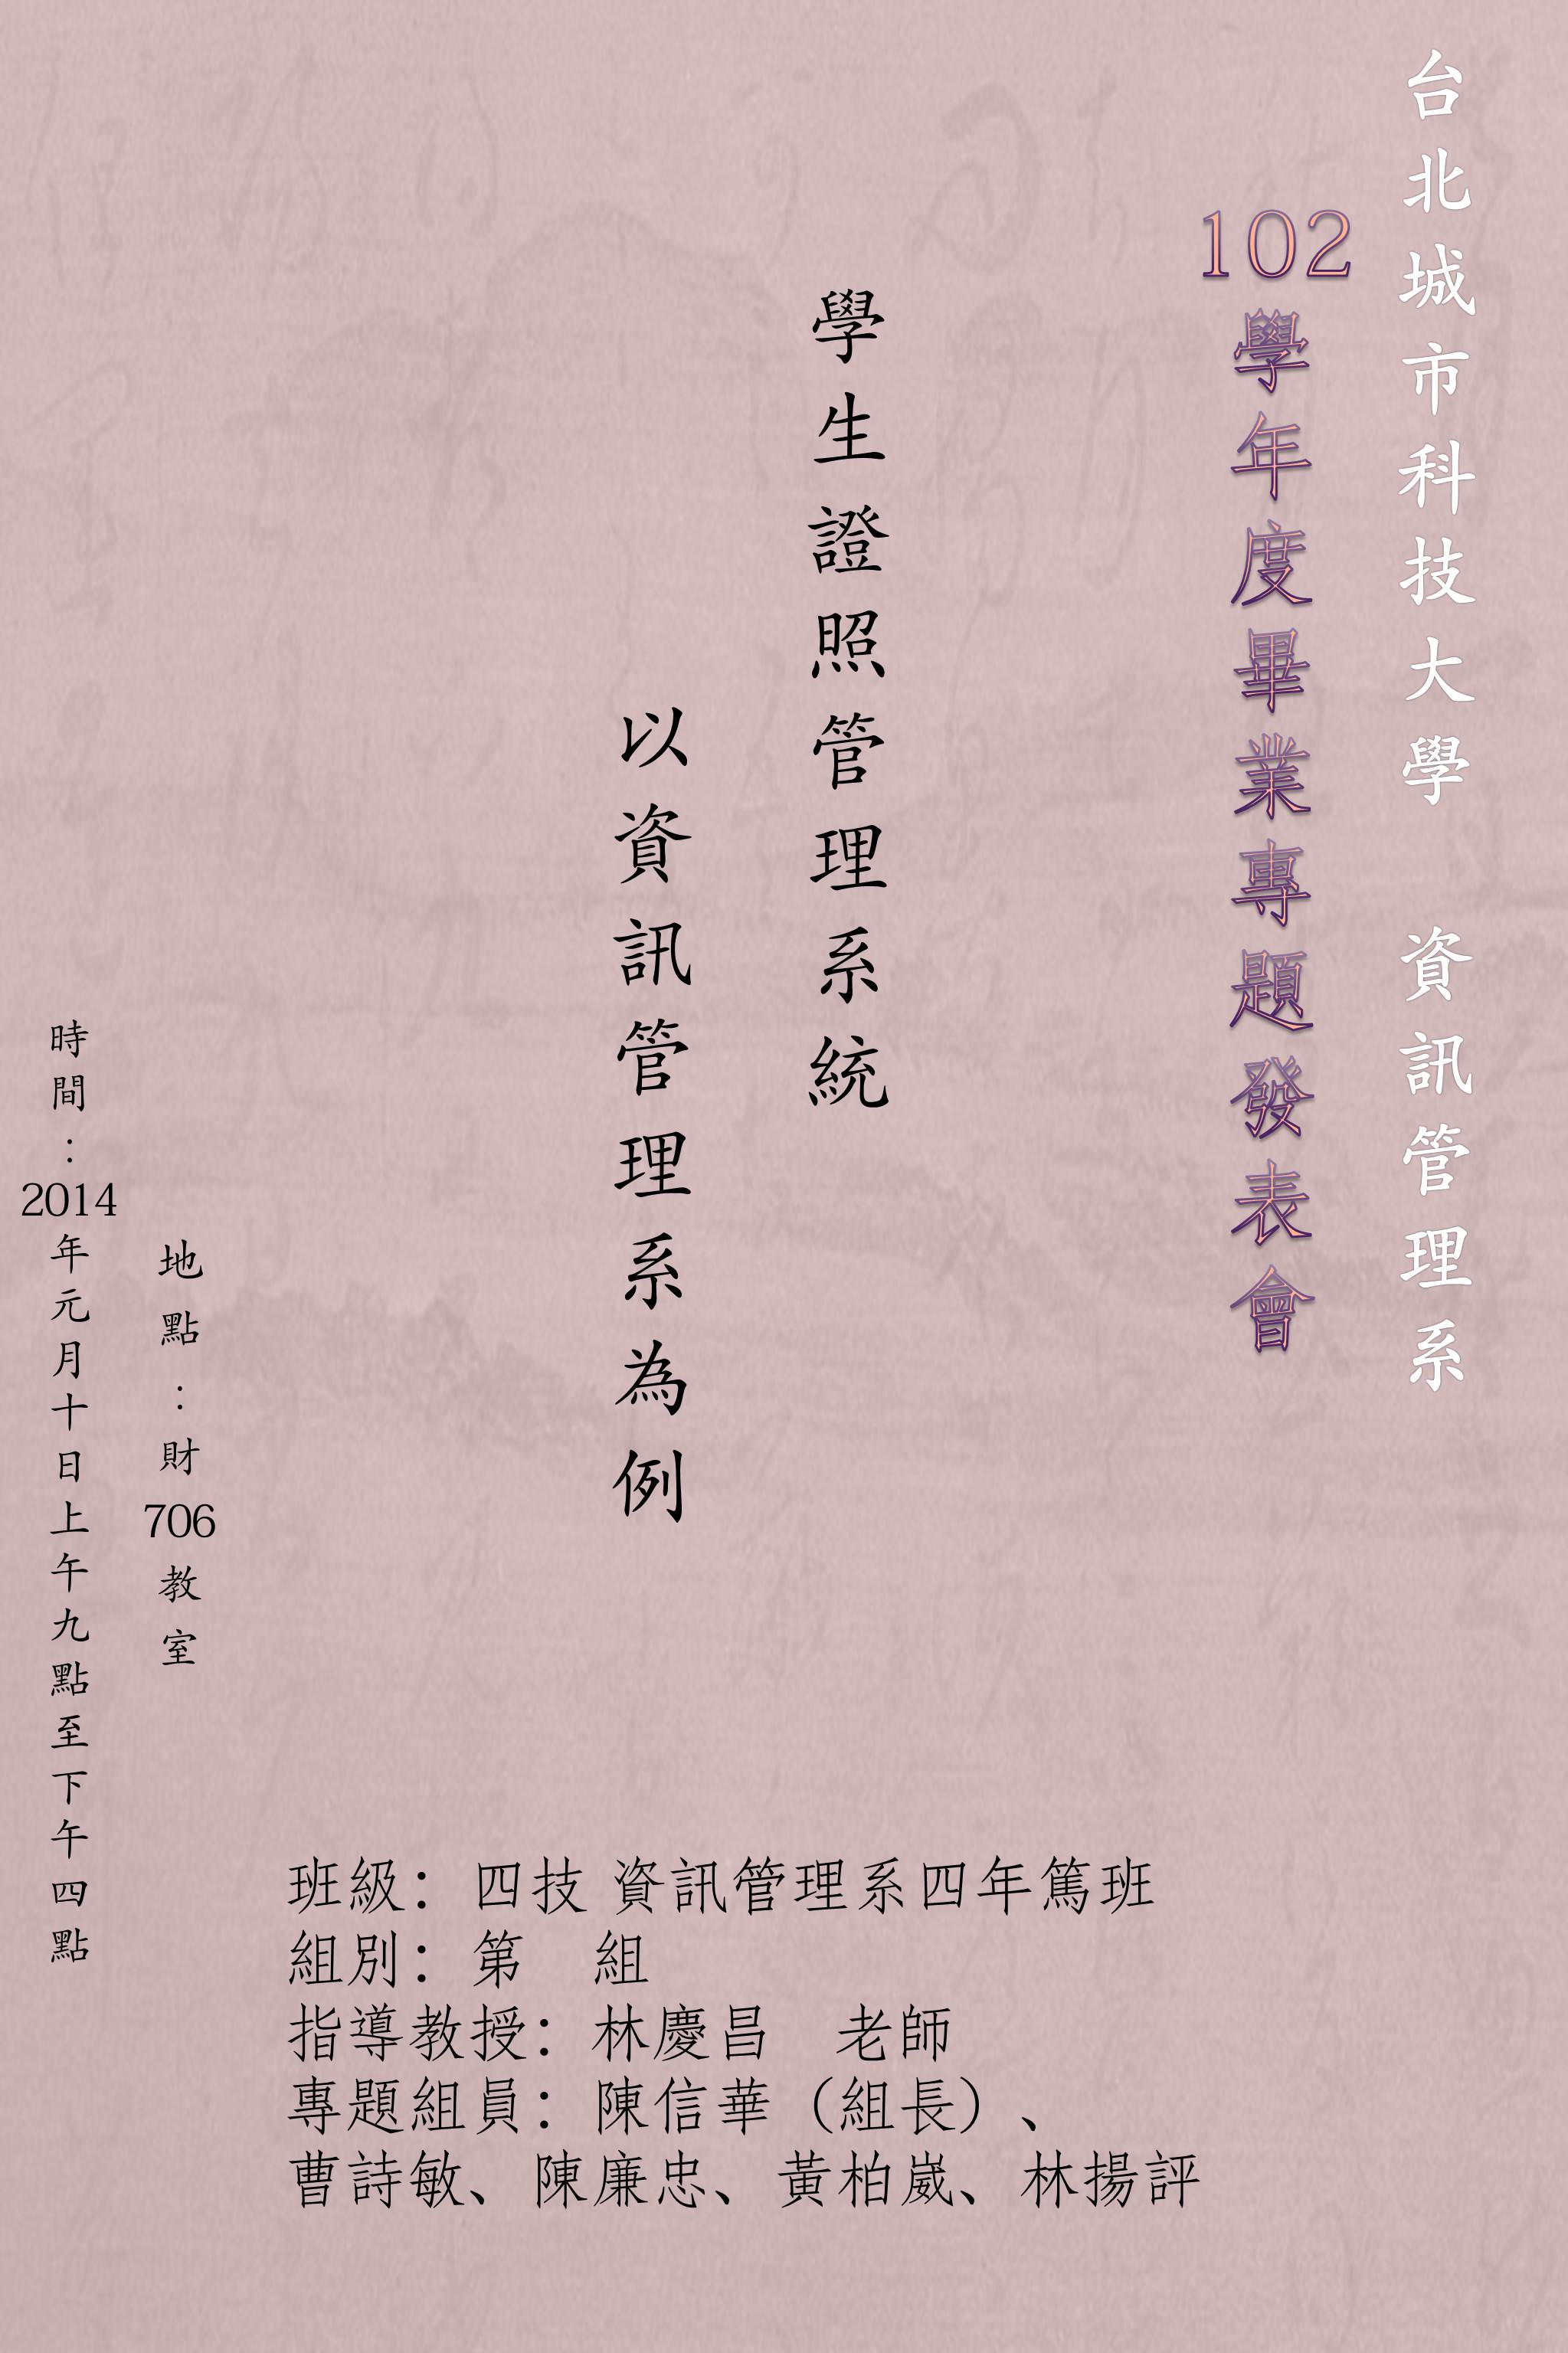 台北城市科技大學　資訊管理系
102學年度畢業專題發表會
學生證照管理系統
以資訊管理系為例
地點：財706教室
時間：2014年元月十日上午九點至下午四點
班級：四技 資訊管理系四年篤班
組別：第　組
指導教授：林慶昌　老師
專題組員：陳信華（組長）、
曹詩敏、陳廉忠、黃柏崴、林揚評